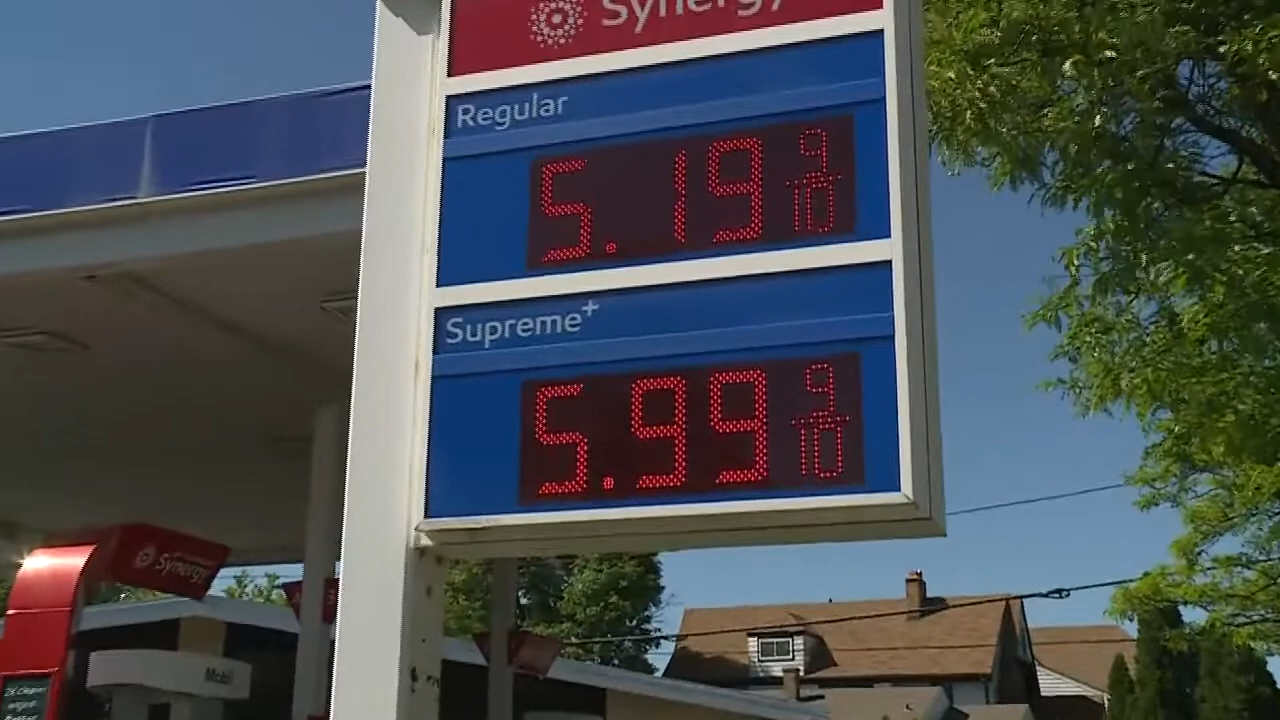 Synergy
Regular
5.19 9/10
Supreme+
5.99 9/10
Synergy
Mobil